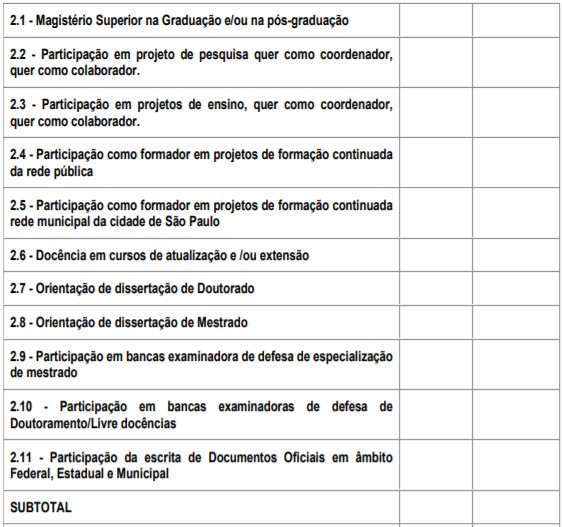 2.1 - Magistério Superior na Graduação e/ou na pós-graduação
2.2 - Participação em projeto de pesquisa quer como coordenador,
quer como colaborador.
2.3 - Participação em projetos de ensino, quer como coordenador,
quer como colaborador.
2.4 - Participação como formador em projetos de formação continuada
da rede pública
2.5 - Participação como formador em projetos de formação continuada
rede municipal da cidade de São Paulo
2.6 - Docência em cursos de atualização e /ou extensão
2.7 - Orientação de dissertação de Doutorado
2.8 - Orientação de dissertação de Mestrado
2.9 - Participação em bancas examinadora de defesa de especialização
de mestrado
2.10 - Participação em bancas examinadoras de defesa de
Doutoramento/Livre docências
2.11 - Participação da escrita de Documentos Oficiais em âmbito
Federal, Estadual e Municipal
SUBTOTAL